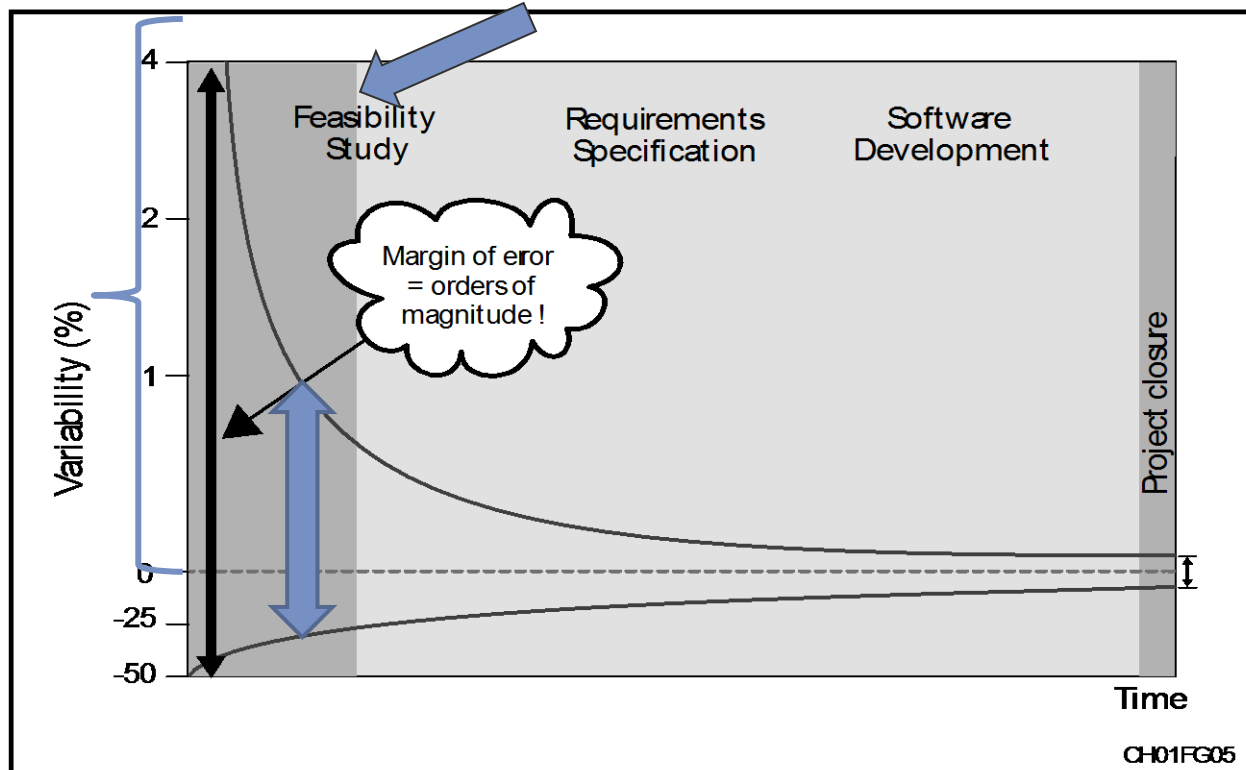 4
Feasibility
Study
Requirements
Specification
Software
Development
2
Margin of error
= orders of
magnitude !
Variability (%)
1
Project closure
0
-25
-50
Time
CH01FG05